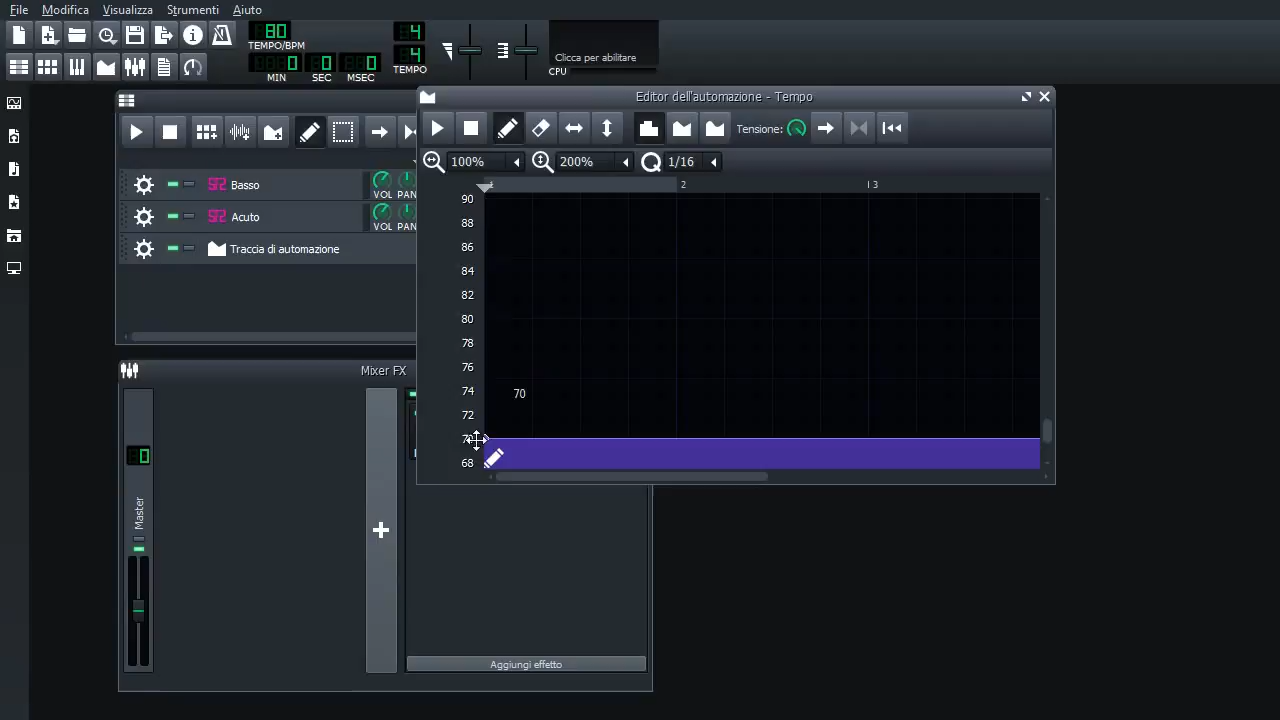 File Modifica Visualizza Strumenti Aiuto
80
TEMPO/BPM
4
4
TEMPO
0 0 0
MIN SEC MSEC
Clicca per abilitare
CPU
Editor dell'automazione - Tempo
Tensione:
100% 200% 1/16
1 2 3
Basso
VOL PAN
Acuto
VOL PAN
Traccia di automazione
90
88
86
84
82
80
78
76
74
72
68
70
Mixer FX
0
Master
Aggiungi effetto